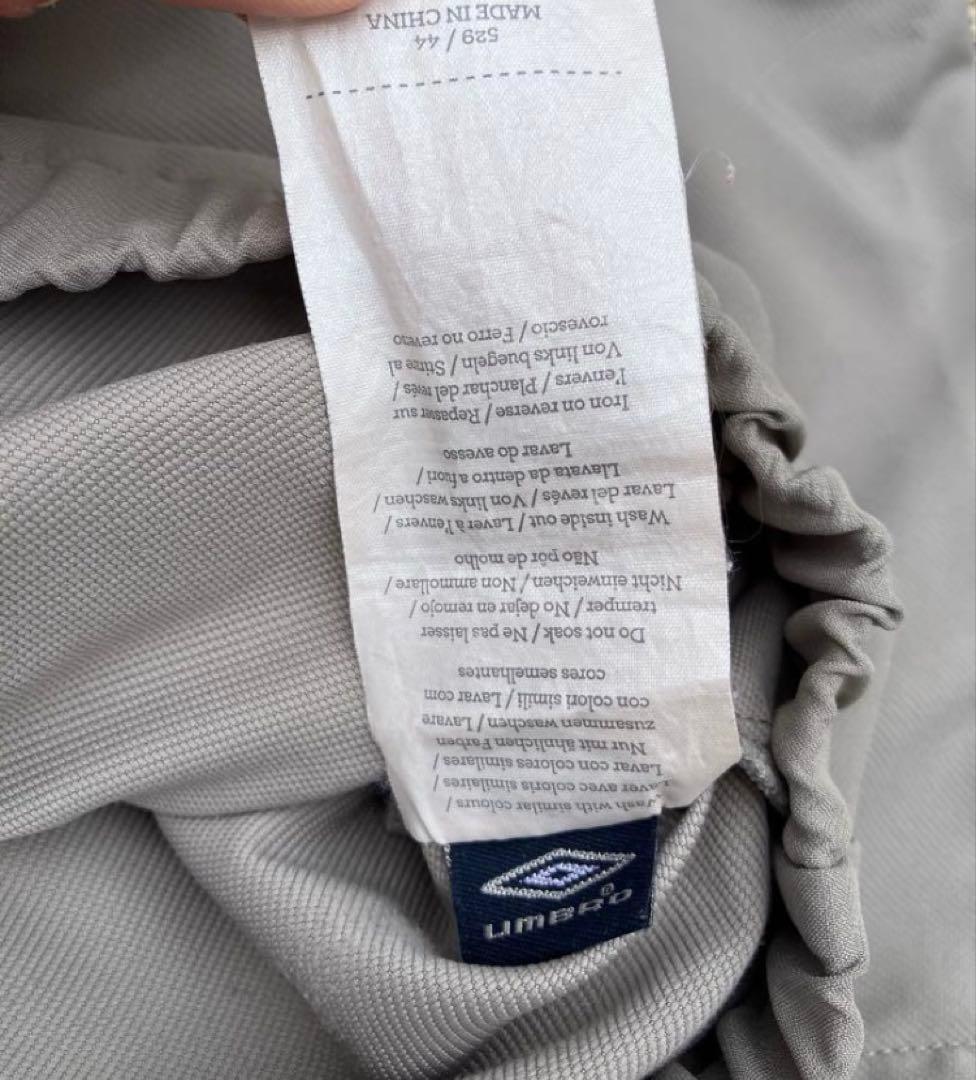 Wash with similar colours /
Laver avec coloris similaires /
Lavar con colores similares /
Nur mit ähnlichen Farben
zusammen waschen / Lavare
con colori simili / Lavar com
cores semelhantes
Do not soak / Ne pas laisser
tremper / No dejar en remojo /
Nicht einweichen / Non ammollare /
Não pôr de molho
Wash inside out / Laver à l'envers /
Lavar del revés / Von links waschen /
Llavata da dentro a fuori /
Lavar do avesso
Iron on reverse / Repasser sur
l'envers / Planchar del revés /
Von links buegeln / Stirare al
rovescio / Ferro no reveso
529 / 44
MADE IN CHINA
UMBRO®